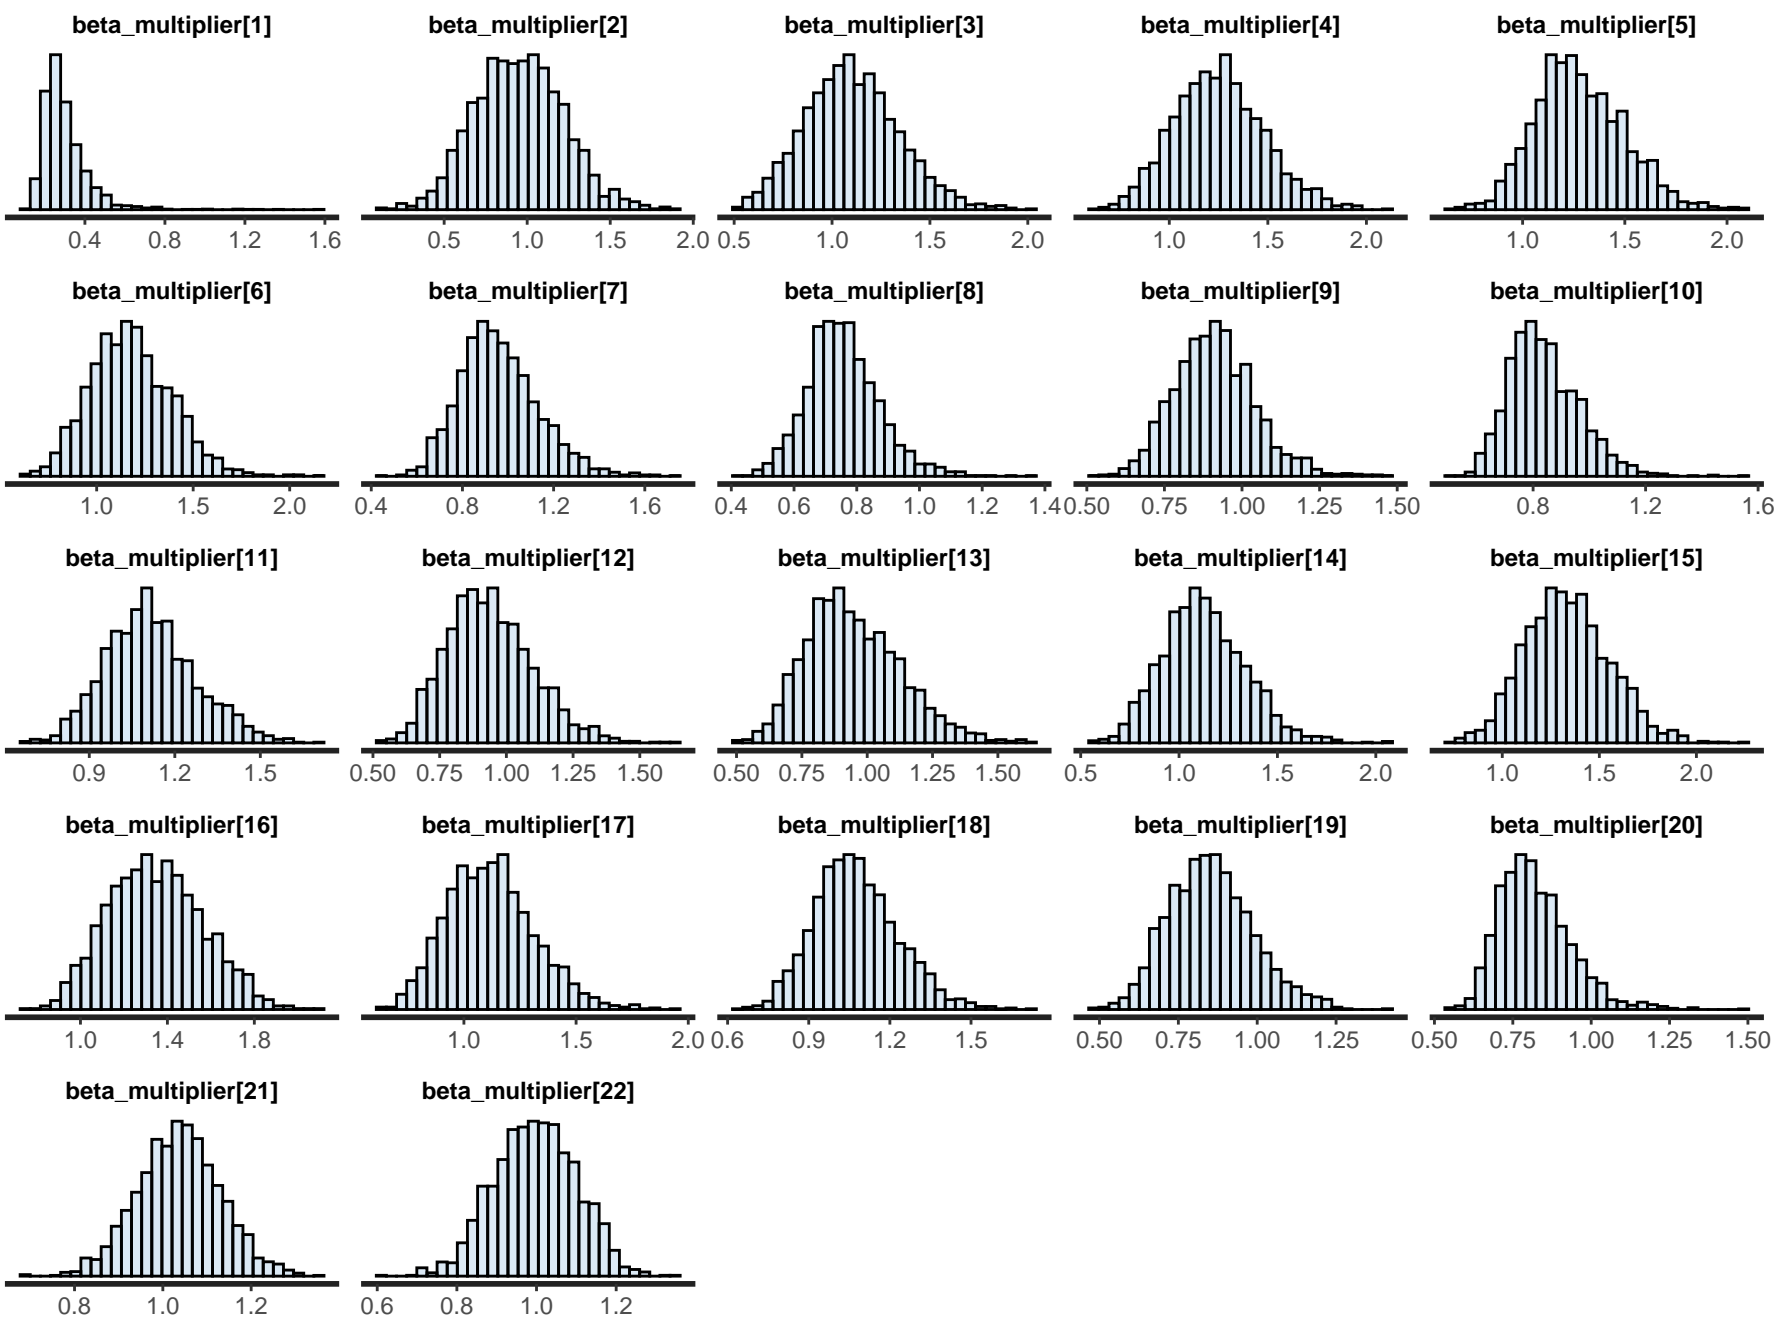 beta_multiplier[1] beta_multiplier[2] beta_multiplier[3] beta_multiplier[4] beta_multiplier[5]
0.4 0.8 1.2 1.6 0.5 1.0 1.5 2.0 0.5 1.0 1.5 2.0 1.0 1.5 2.0 1.0 1.5 2.0
beta_multiplier[6] beta_multiplier[7] beta_multiplier[8] beta_multiplier[9] beta_multiplier[10]
1.0 1.5 2.0 0.4 0.8 1.2 1.6 0.4 0.6 0.8 1.0 1.2 1.4 0.50 0.75 1.00 1.25 1.50 0.8 1.2 1.6
beta_multiplier[11] beta_multiplier[12] beta_multiplier[13] beta_multiplier[14] beta_multiplier[15]
0.9 1.2 1.5 0.50 0.75 1.00 1.25 1.50 0.50 0.75 1.00 1.25 1.50 0.5 1.0 1.5 2.0 1.0 1.5 2.0
beta_multiplier[16] beta_multiplier[17] beta_multiplier[18] beta_multiplier[19] beta_multiplier[20]
1.0 1.4 1.8 1.0 1.5 2.0 0.6 0.9 1.2 1.5 0.50 0.75 1.00 1.25 0.50 0.75 1.00 1.25 1.50
beta_multiplier[21] beta_multiplier[22]
0.8 1.0 1.2 0.6 0.8 1.0 1.2